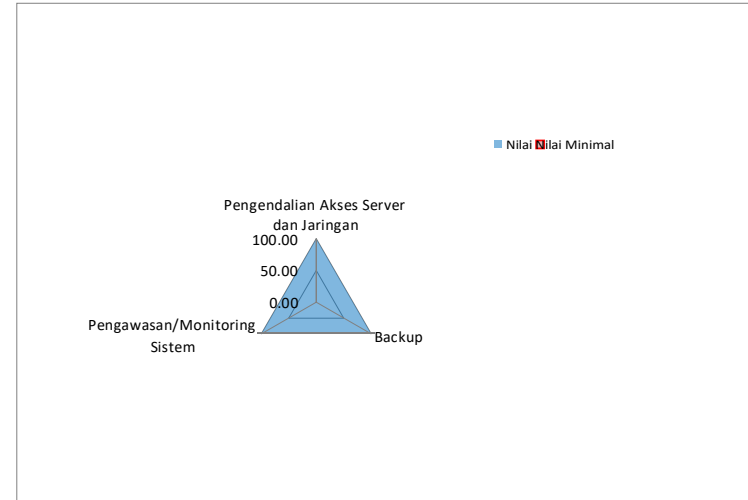 Nilai Nilai Minimal
Pengendalian Akses Server
dan Jaringan
100.00
50.00
0.00
Pengawasan/Monitoring
Sistem
Backup